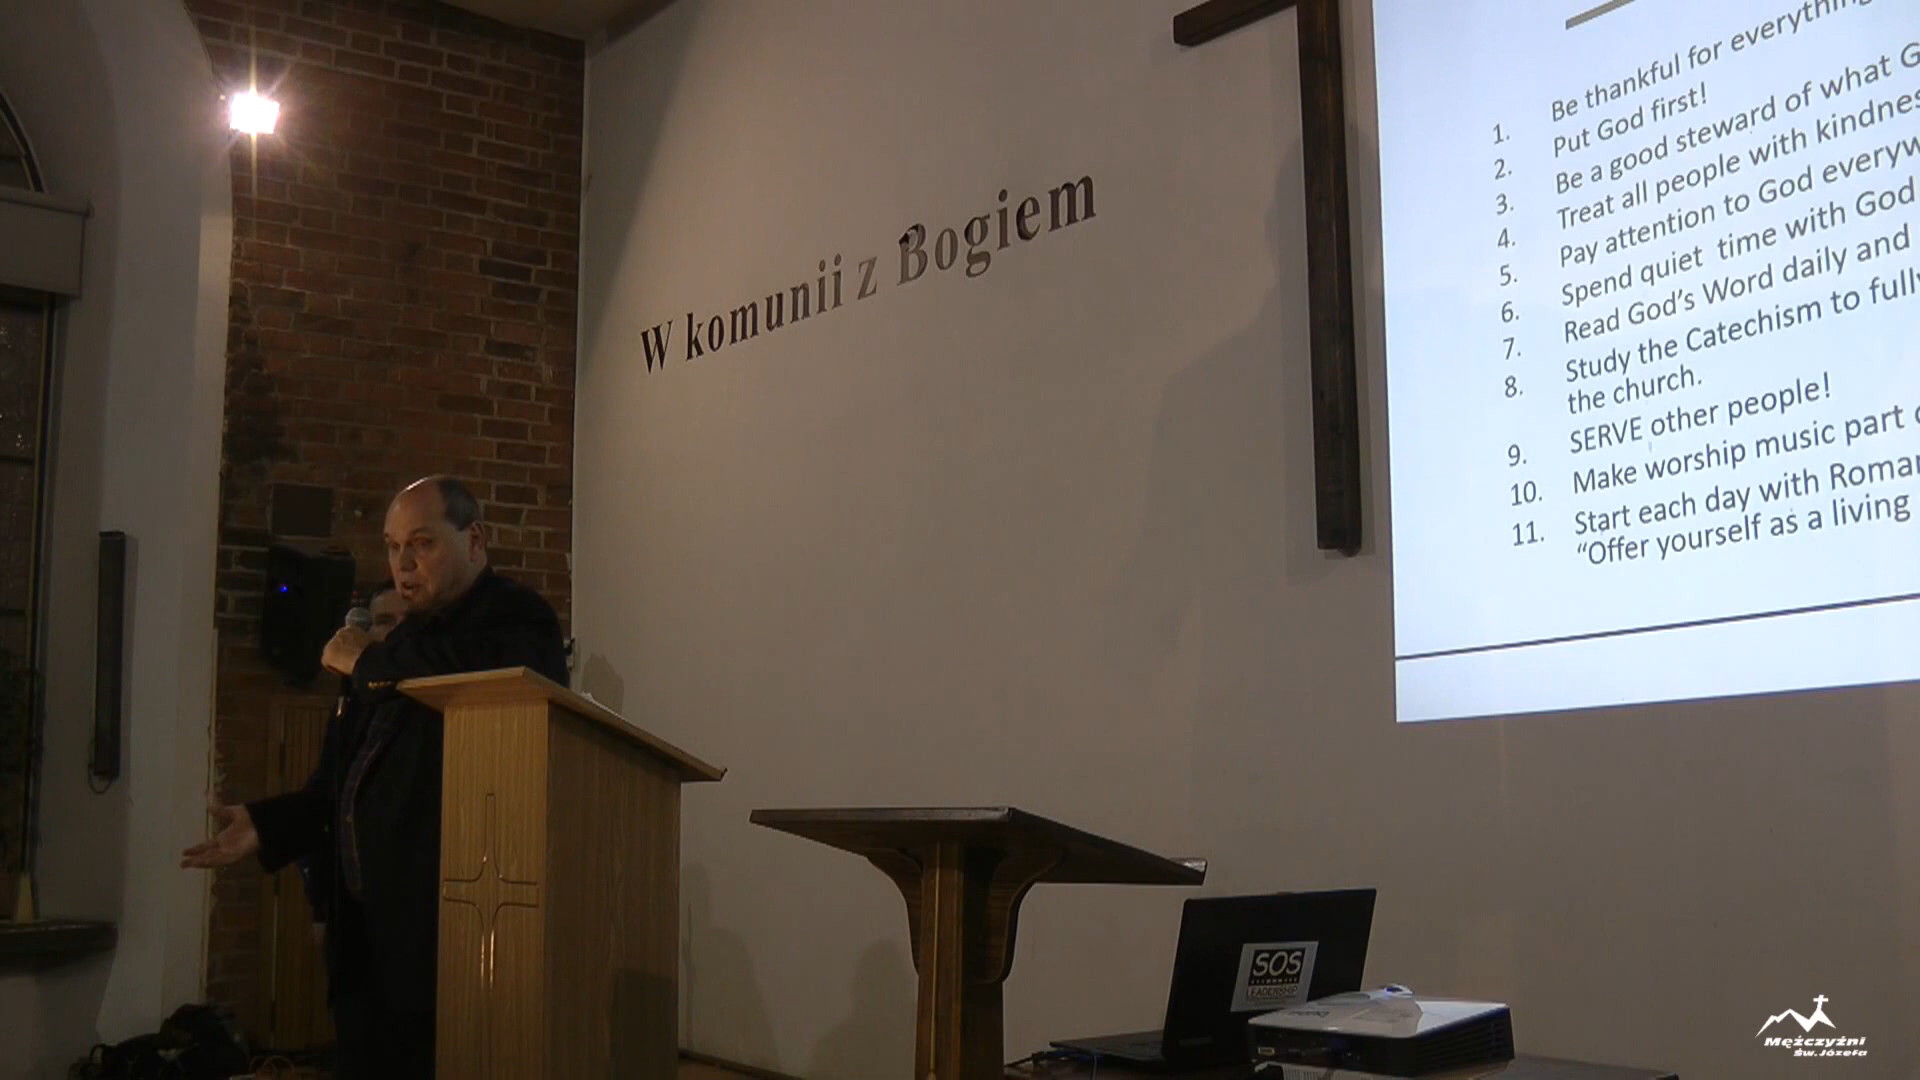 W komunii z Bogiem
1. Be thankful for everything
2. Put God first!
3. Be a good steward of what
4. Treat all people with kindness
5. Pay attention to God
6. Spend quiet time with God
7. Read God's Word daily and
8. Study the Catechism to fully
the church.
9. SERVE other people!
10. Make worship music part
11. Start each day with
"Offer yourself as a living
SOS
LEADERSHIP
Mężczyźni
Św. Józefa